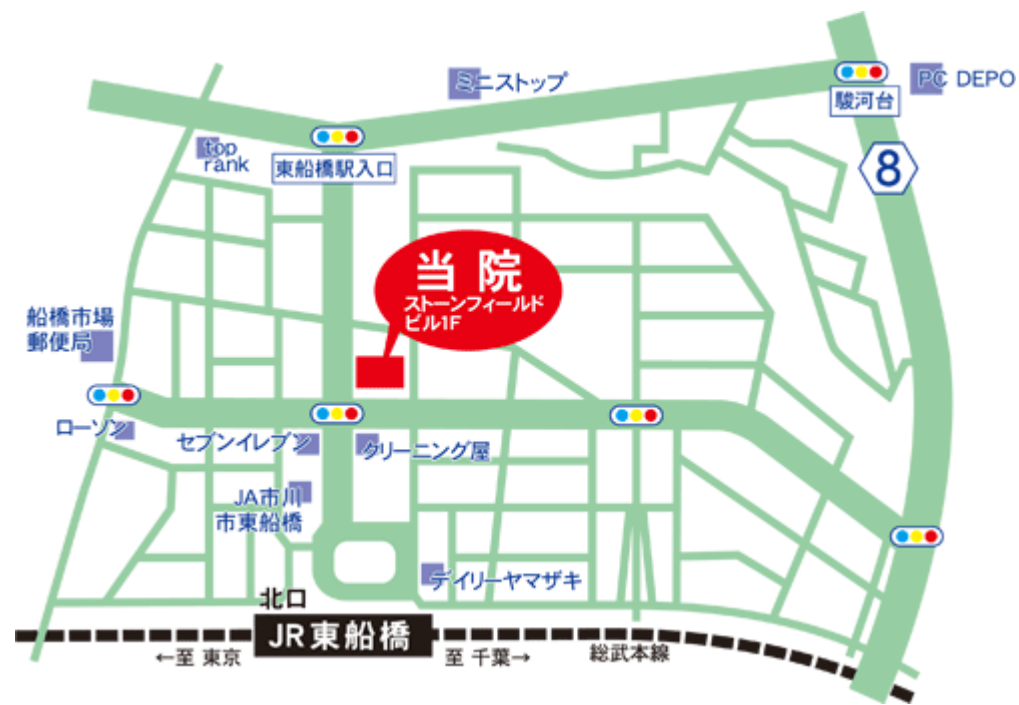 ミニストップ
PC DEPO
駿河台
top
rank
東船橋駅入口
8
当院
ストーンフィールド
ビル1F
船橋市場
郵便局
ローソン
セブンイレブン
クリーニング屋
JA市川
市東船橋
デイリーヤマザキ
北口
JR東船橋
←至 東京
至 千葉→
総武本線